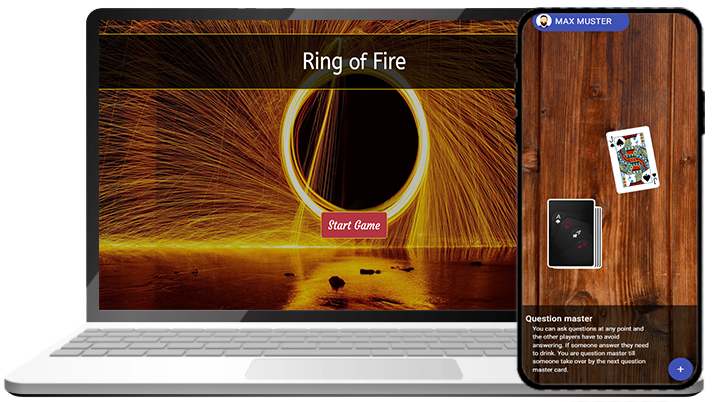 Ring of Fire
Start Game
MAX MUSTER
Question master
You can ask questions at any point and
the other players have to avoid
answering. If someone answer they need
to drink. You are question master till
someone take over by the next question
master card.
+